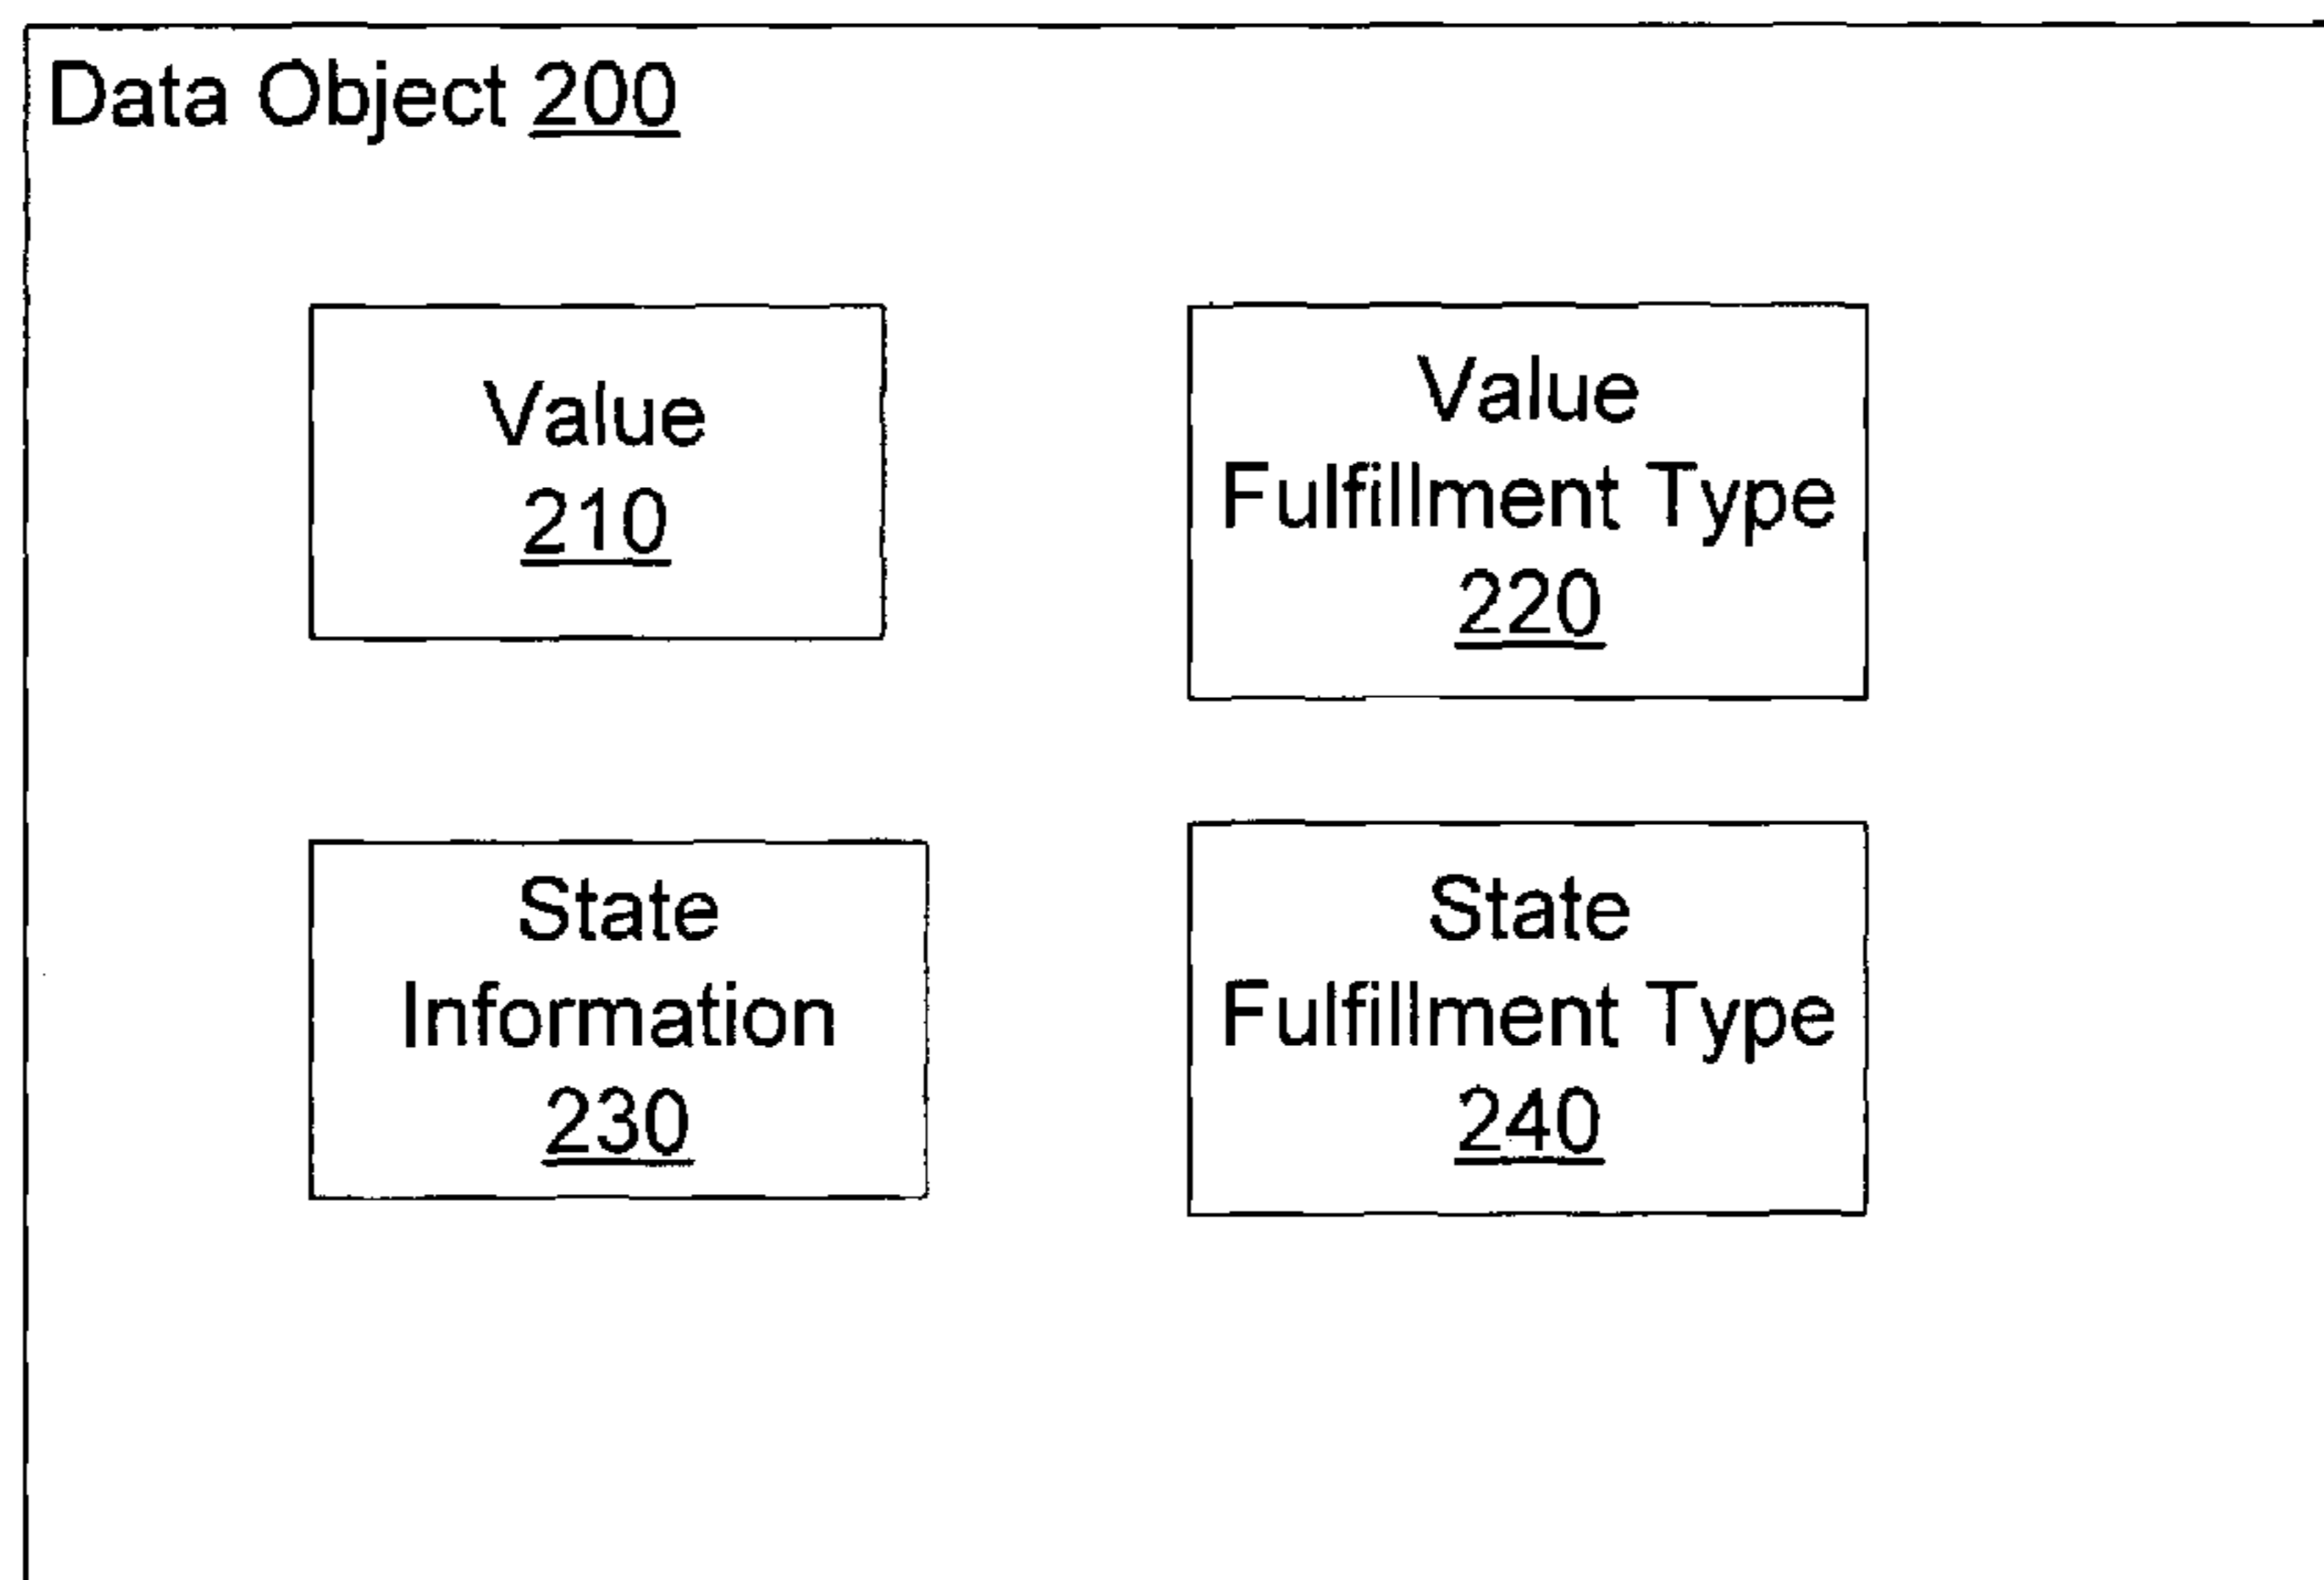 Data Object 200
Value
210
Value
Fulfillment Type
220
State
Information
230
State
Fulfillment Type
240